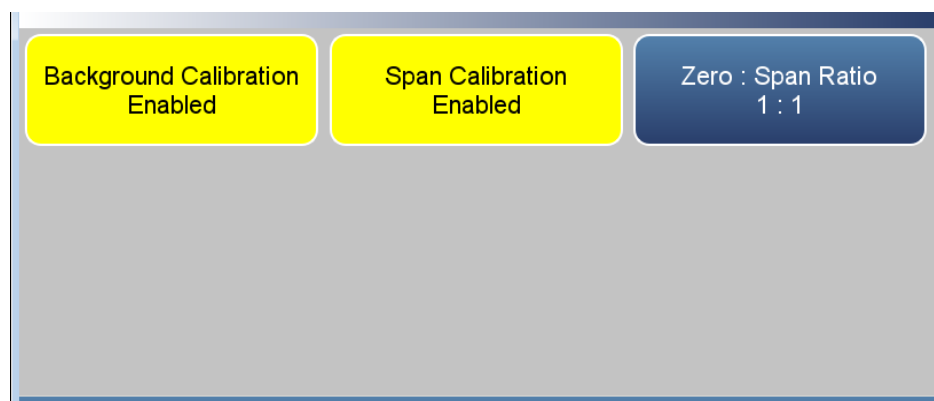 Background Calibration
Enabled
Span Calibration
Enabled
Zero : Span Ratio
1 : 1